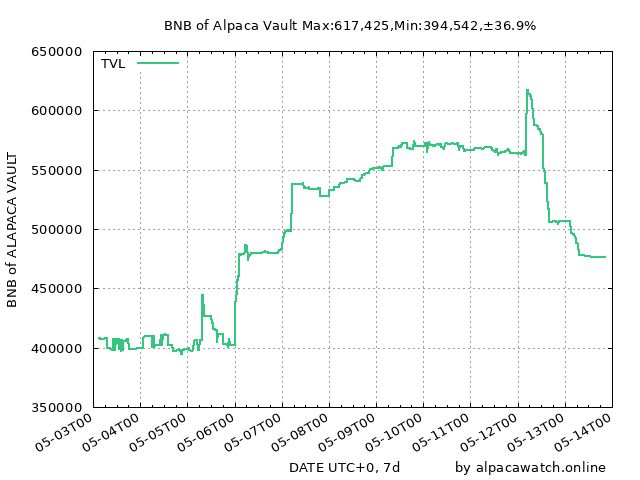 BNB of Alpaca Vault Max:617,425,Min:394,542,±36.9%
650000
TVL
600000
550000
500000
450000
400000
350000
BNB of ALAPACA VAULT
05-03T00
05-04T00
05-05T00
05-06T00
05-07T00
05-08T00
05-09T00
05-10T00
05-11T00
05-12T00
05-13T00
05-14T00
DATE UTC+0, 7d
by alpacawatch.online